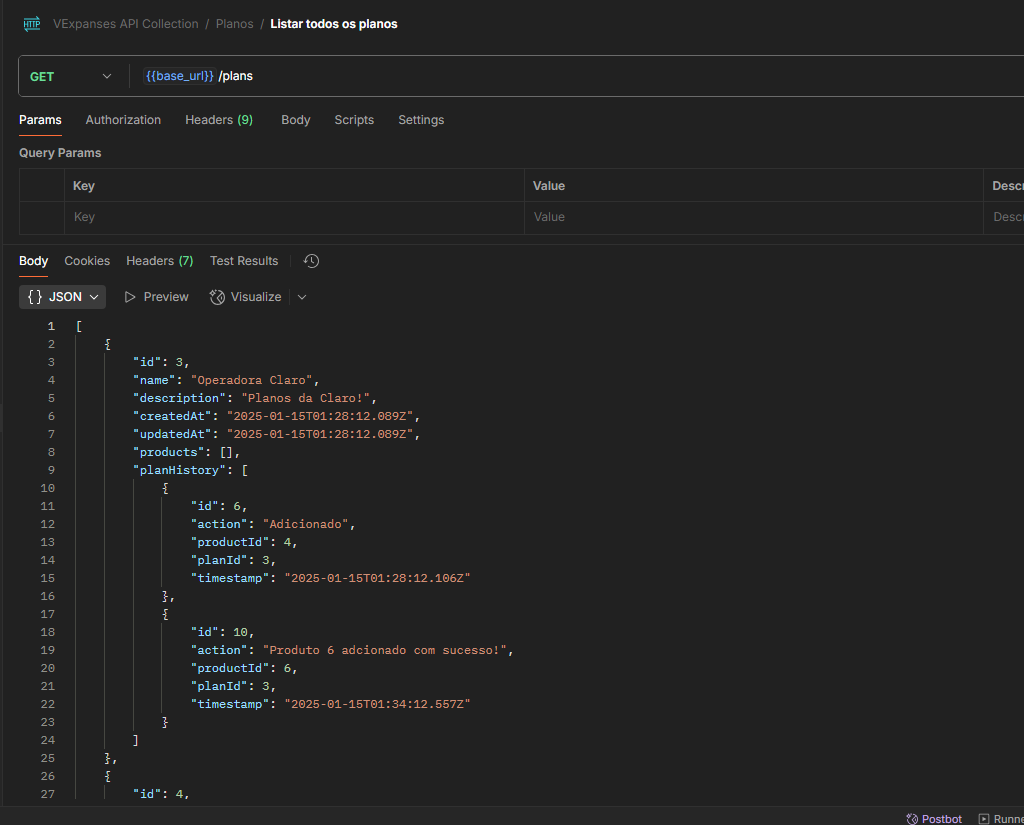 HTTP VExpanses API Collection / Planos / Listar todos os planos
GET {{base_url}} /plans
Params Authorization Headers (9) Body Scripts Settings
Query Params
Key Value Descr
Key Value Descr
Body Cookies Headers (7) Test Results
{} JSON Preview Visualize
1 [
2 {
3 "id": 3,
4 "name": "Operadora Claro",
5 "description": "Planos da Claro!",
6 "createdAt": "2025-01-15T01:28:12.089Z",
7 "updatedAt": "2025-01-15T01:28:12.089Z",
8 "products": [],
9 "planHistory": [
10 {
11 "id": 6,
12 "action": "Adicionado",
13 "productId": 4,
14 "planId": 3,
15 "timestamp": "2025-01-15T01:28:12.106Z"
16 },
17 {
18 "id": 10,
19 "action": "Produto 6 adcionado com sucesso!",
20 "productId": 6,
21 "planId": 3,
22 "timestamp": "2025-01-15T01:34:12.557Z"
23 }
24 ]
25 },
26 {
27 "id": 4,
Postbot Runne